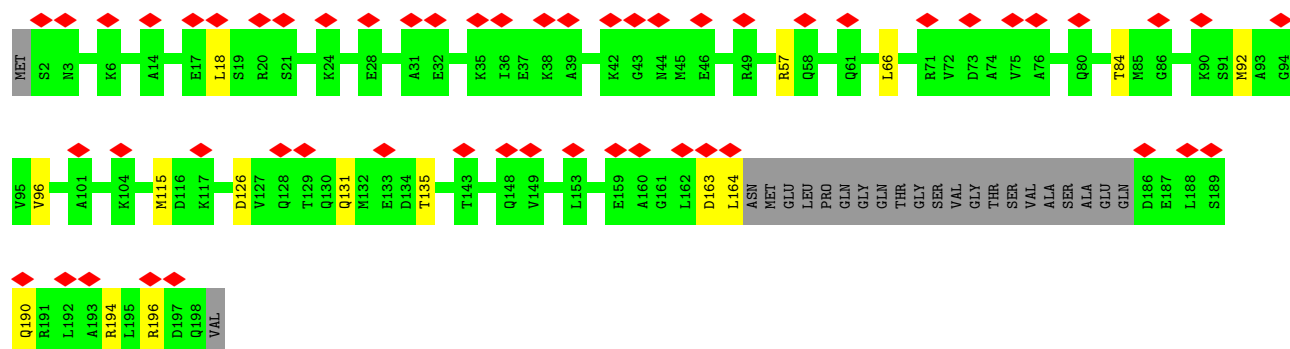 MET S2 N3 K6 A14 E17 L18 S19 R20 S21 K24 E28 A31 E32 K35 I36 E37 K38 A39 K42 G43 N44 M45 E46 R49 R57 Q58 Q61 L66 R71 V72 D73 A74 V75 A76 Q80 T84 M85 G86 K90 S91 M92 A93 G94
V95 V96 A101 K104 M115 D116 K117 D126 V127 Q128 T129 Q130 Q131 M132 E133 D134 T135 T143 Q148 V149 L153 E159 A160 G161 L162 D163 L164 ASN MET GLU LEU PRO GLN GLY GLN THR GLY SER VAL GLY THR SER VAL ALA SER ALA GLU GLN D186 E187 L188 S189
Q190 R191 L192 A193 R194 L195 R196 D197 Q198 VAL